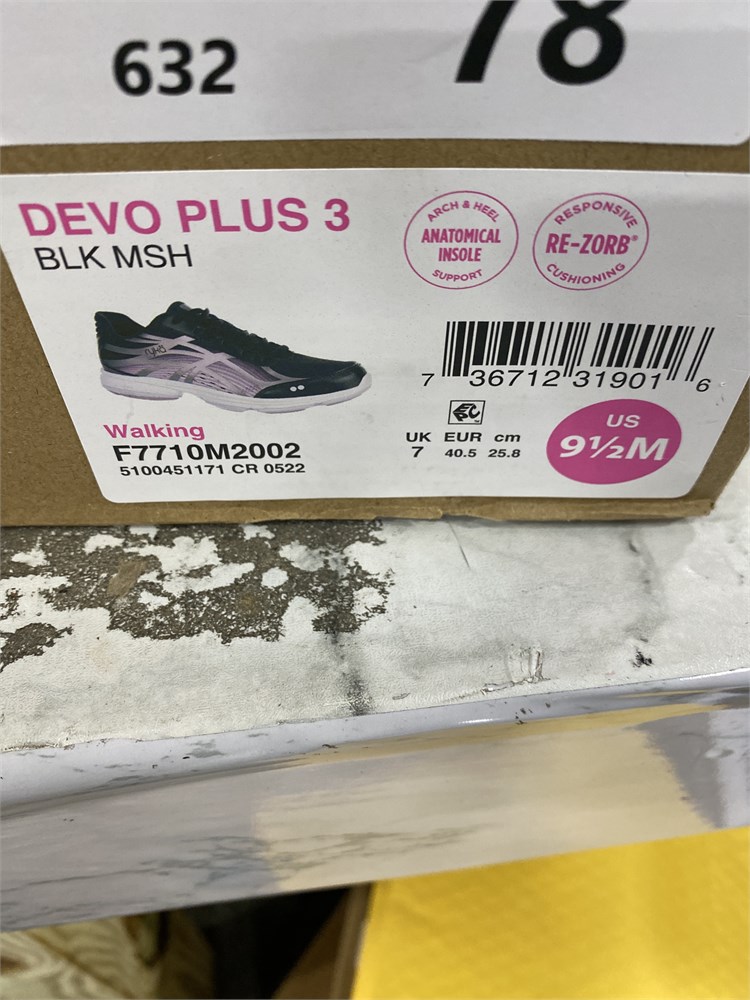 632
78
DEVO PLUS 3
BLK MSH
ARCH & HEEL
ANATOMICAL
INSOLE
SUPPORT
RESPONSIVE
RE-ZORB®
CUSHIONING
ryka
7 36712 31901 6
Walking
F7710M2002
5100451171 CR 0522
UK EUR cm
7 40.5 25.8
US
9½M